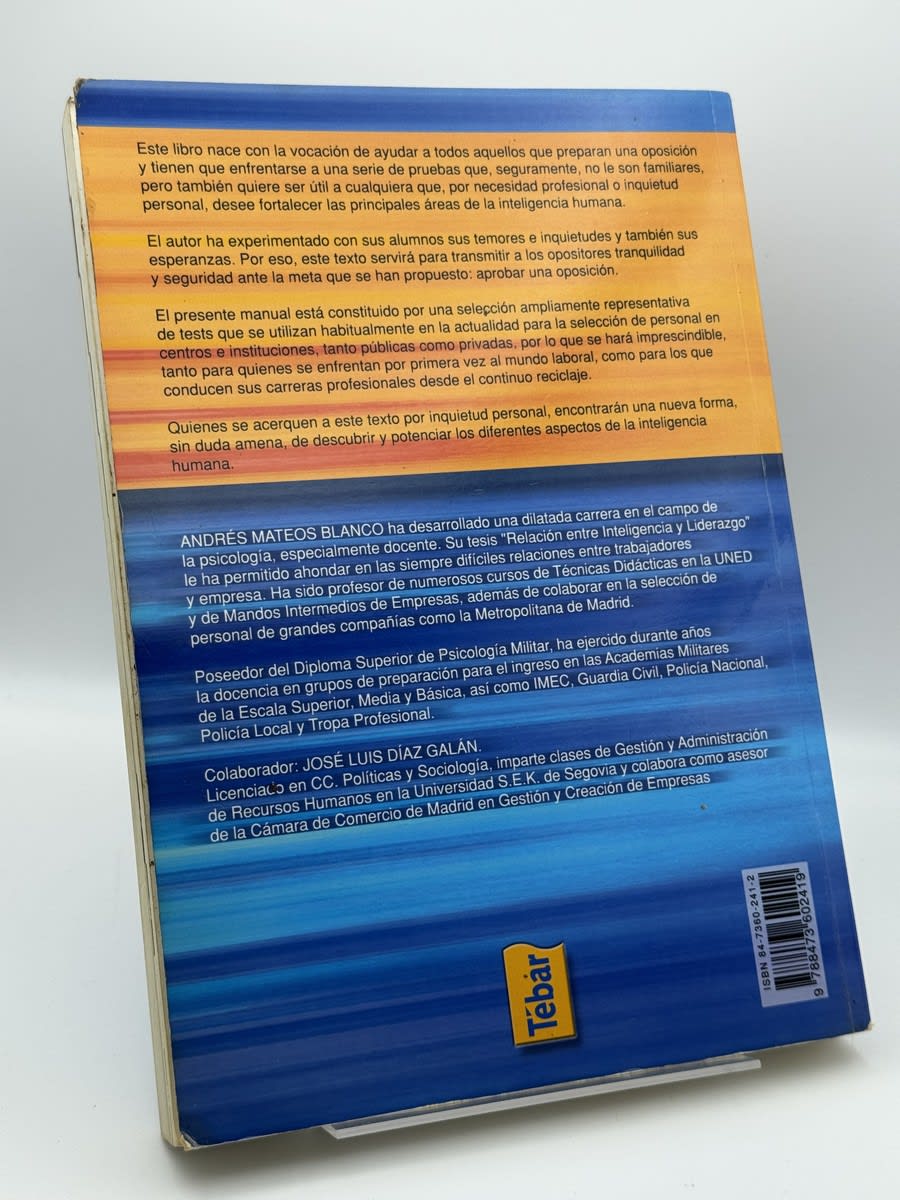 Este libro nace con la vocación de ayudar a todos aquellos que preparan una oposición
y tienen que enfrentarse a una serie de pruebas que, seguramente, no le son familiares,
pero también quiere ser útil a cualquiera que, por necesidad profesional o inquietud
personal, desee fortalecer las principales áreas de la inteligencia humana.
El autor ha experimentado con sus alumnos sus temores e inquietudes y también sus
esperanzas. Por eso, este texto servirá para transmitir a los opositores tranquilidad
y seguridad ante la meta que se han propuesto: aprobar una oposición.
El presente manual está constituido por una selección ampliamente representativa
de tests que se utilizan habitualmente en la actualidad para la selección de personal en
centros e instituciones, tanto públicas como privadas, por lo que se hará imprescindible,
tanto para quienes se enfrentan por primera vez al mundo laboral, como para los que
conducen sus carreras profesionales desde el continuo reciclaje.
Quienes se acerquen a este texto por inquietud personal, encontrarán una nueva forma,
sin duda amena, de descubrir y potenciar los diferentes aspectos de la inteligencia
humana.
ANDRÉS MATEOS BLANCO ha desarrollado una dilatada carrera en el campo de
la psicología, especialmente docente. Su tesis "Relación entre Inteligencia y Liderazgo"
le ha permitido ahondar en las siempre difíciles relaciones entre trabajadores
y empresa. Ha sido profesor de numerosos cursos de Técnicas Didácticas en la UNED
y de Mandos Intermedios de Empresas, además de colaborar en la selección de
personal de grandes compañías como la Metropolitana de Madrid.
Poseedor del Diploma Superior de Psicología Militar, ha ejercido durante años
la docencia en grupos de preparación para el ingreso en las Academias Militares
de la Escala Superior, Media y Básica, así como IMEC, Guardia Civil, Policía Nacional,
Policía Local y Tropa Profesional.
Colaborador: JOSÉ LUIS DÍAZ GALÁN.
Licenciado en CC. Políticas y Sociología, imparte clases de Gestión y Administración
de Recursos Humanos en la Universidad S.E.K. de Segovia y colabora como asesor
de la Cámara de Comercio de Madrid en Gestión y Creación de Empresas
Tébar
ISBN 84-7360-241-2
9 788473 602419